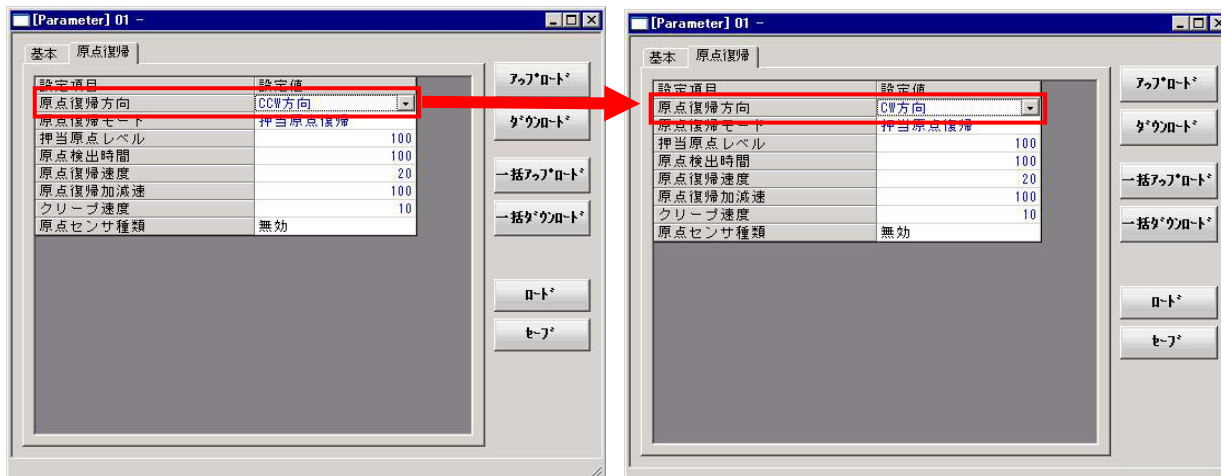 [Parameter] 01 -
基本 原点復帰
設定項目 設定値
原点復帰方向 CCW方向
原点復帰モード 押当原点復帰
押当原点レベル 100
原点検出時間 100
原点復帰速度 20
原点復帰加減速 100
クリープ速度 10
原点センサ種類 無効
ｱｯﾌﾟﾛｰﾄﾞ
ﾀﾞｳﾝﾛｰﾄﾞ
一括ｱｯﾌﾟﾛｰﾄﾞ
一括ﾀﾞｳﾝﾛｰﾄﾞ
ﾛｰﾄﾞ
ｾｰﾌﾞ
[Parameter] 01 -
基本 原点復帰
設定項目 設定値
原点復帰方向 CW方向
原点復帰モード 押当原点復帰
押当原点レベル 100
原点検出時間 100
原点復帰速度 20
原点復帰加減速 100
クリープ速度 10
原点センサ種類 無効
ｱｯﾌﾟﾛｰﾄﾞ
ﾀﾞｳﾝﾛｰﾄﾞ
一括ｱｯﾌﾟﾛｰﾄﾞ
一括ﾀﾞｳﾝﾛｰﾄﾞ
ﾛｰﾄﾞ
ｾｰﾌﾞ